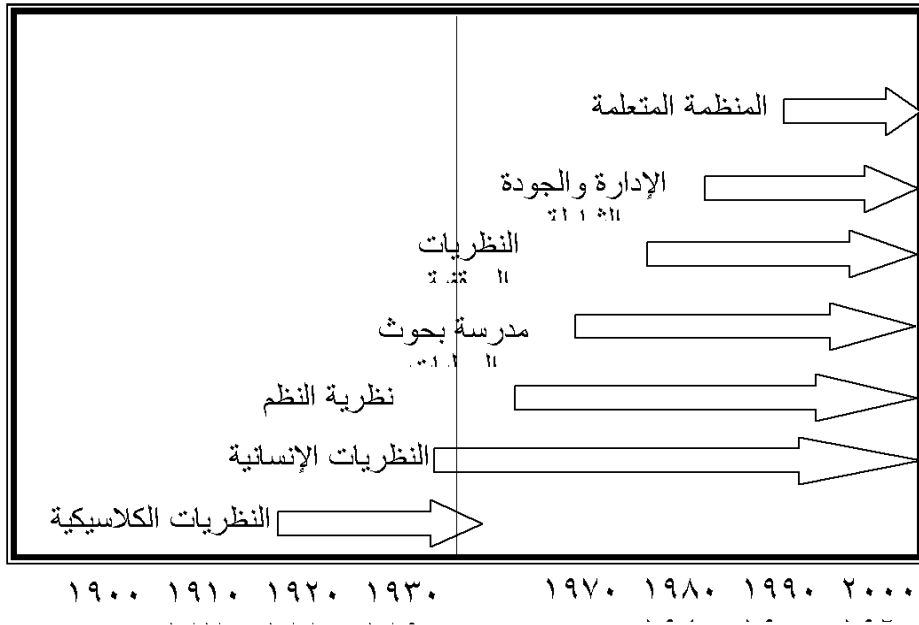 المنظمة المتعلمة
الإدارة والجودة
النظريات
مدرسة بحوث
نظرية النظم
النظريات الإنسانية
النظريات الكلاسيكية
١٩٠٠ ١٩١٠ ١٩٢٠ ١٩٣٠ ١٩٧٠ ١٩٨٠ ١٩٩٠ ٢٠٠٠